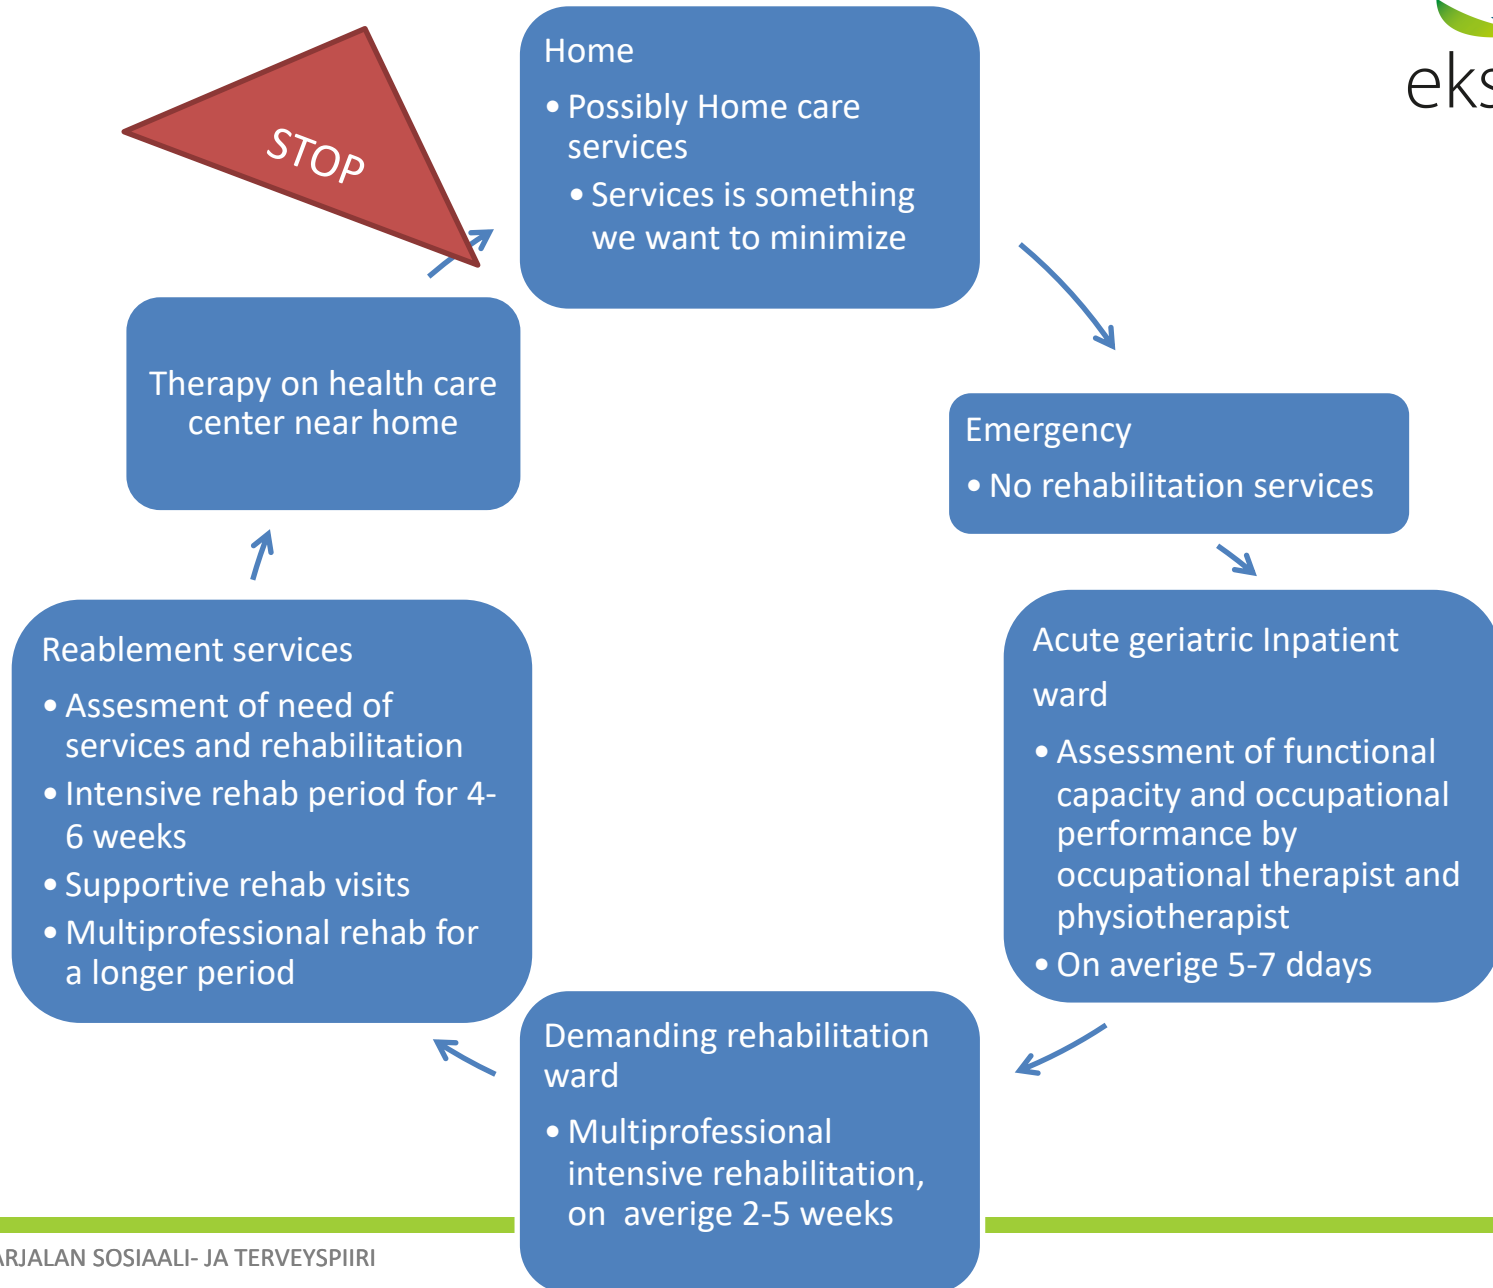 Home
• Possibly Home care
services
• Services is something
we want to minimize
eks
STOP
Therapy on health care
center near home
Emergency
• No rehabilitation services
Reablement services
• Assesment of need of
services and rehabilitation
• Intensive rehab period for 4-
6 weeks
• Supportive rehab visits
• Multiprofessional rehab for
a longer period
Acute geriatric Inpatient
ward
• Assessment of functional
capacity and occupational
performance by
occupational therapist and
physiotherapist
• On averige 5-7 ddays
Demanding rehabilitation
ward
• Multiprofessional
intensive rehabilitation,
on averige 2-5 weeks
ARJALAN SOSIAALI- JA TERVEYSPIIRI